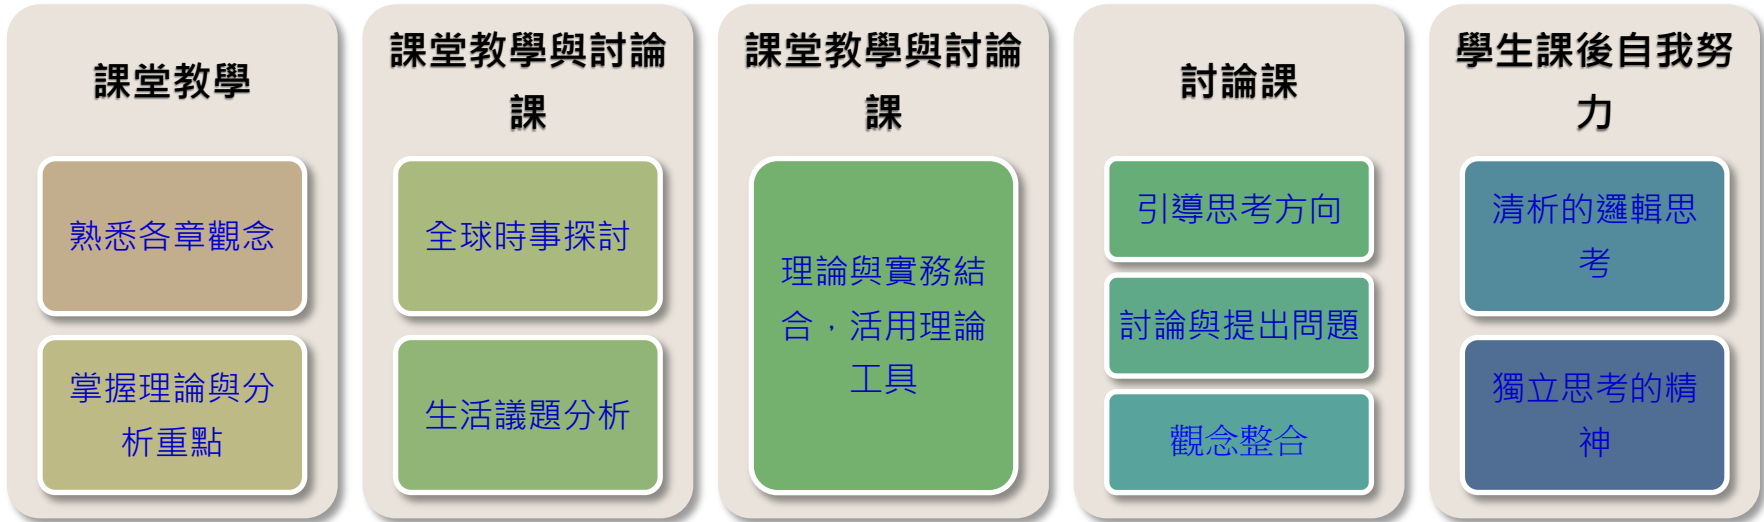 課堂教學
熟悉各章觀念
掌握理論與分
析重點
課堂教學與討論
課
全球時事探討
生活議題分析
課堂教學與討論
課
理論與實務結
合，活用理論
工具
討論課
引導思考方向
討論與提出問題
觀念整合
學生課後自我努
力
清析的邏輯思
考
獨立思考的精
神